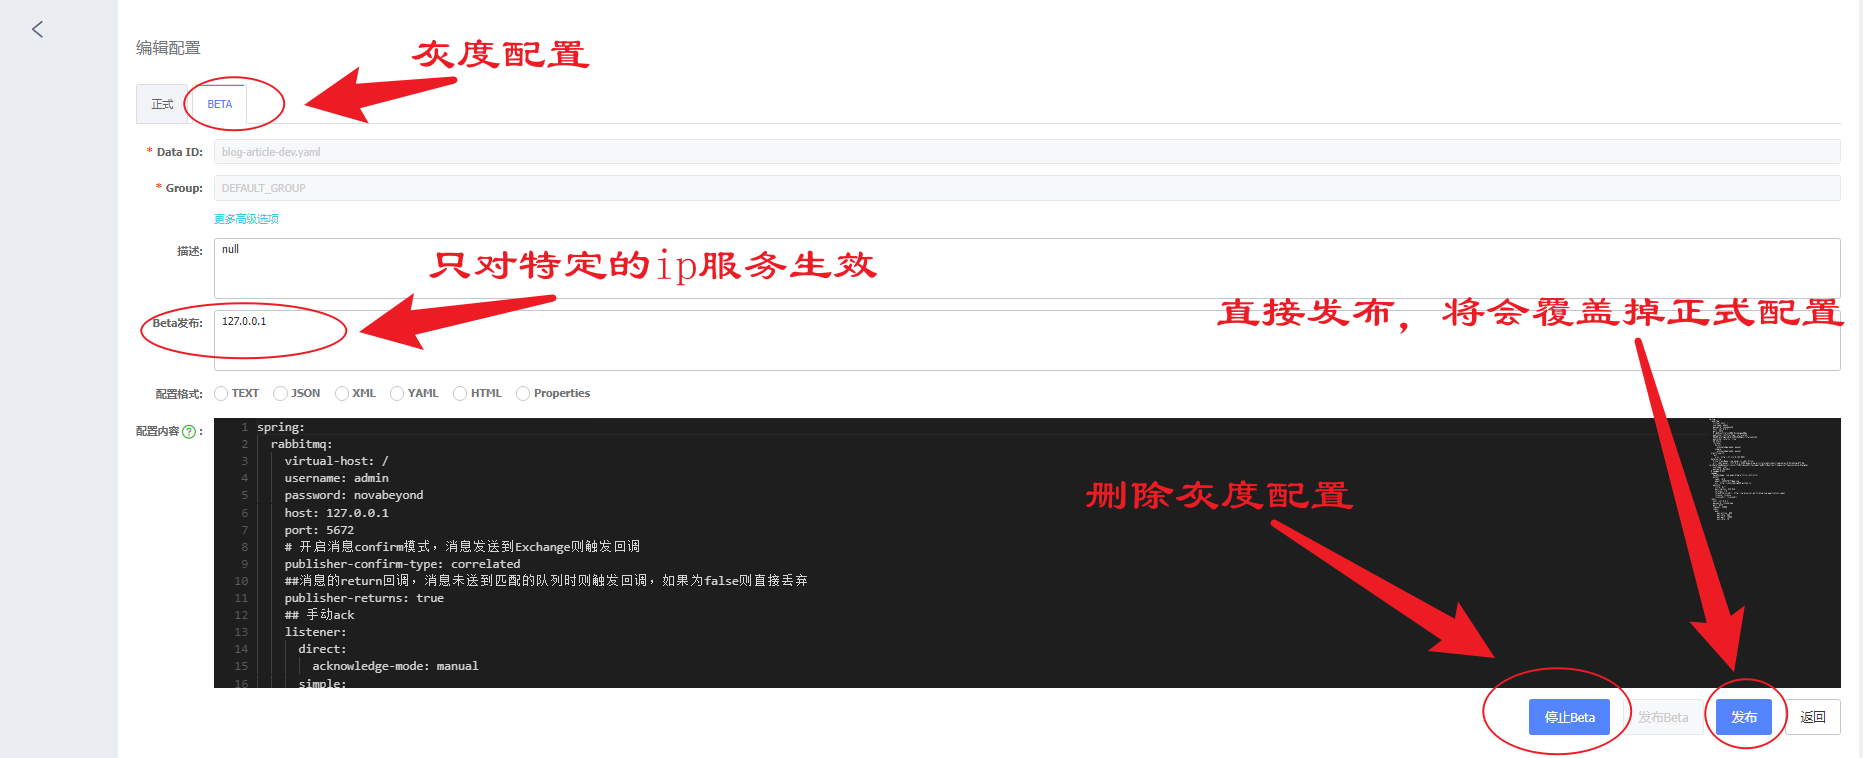 编辑配置
灰度配置
正式
BETA
* Data ID:
blog-article-dev.yaml
* Group:
DEFAULT_GROUP
更多高级选项
描述:
null
只对特定的ip服务生效
直接发布，将会覆盖掉正式配置
Beta发布:
127.0.0.1
配置格式:
TEXT JSON XML YAML HTML Properties
配置内容 ? :
1 spring:
2 rabbitmq:
3 virtual-host: /
4 username: admin
5 password: novabeyond
6 host: 127.0.0.1
7 port: 5672
8 # 开启消息confirm模式，消息发送到Exchange则触发回调
9 publisher-confirm-type: correlated
10 ##消息的return回调，消息未送到匹配的队列时则触发回调，如果为false则直接丢弃
11 publisher-returns: true
12 ## 手动ack
13 listener:
14 direct:
15 acknowledge-mode: manual
16 simple:
删除灰度配置
停止Beta
发布Beta
发布
返回